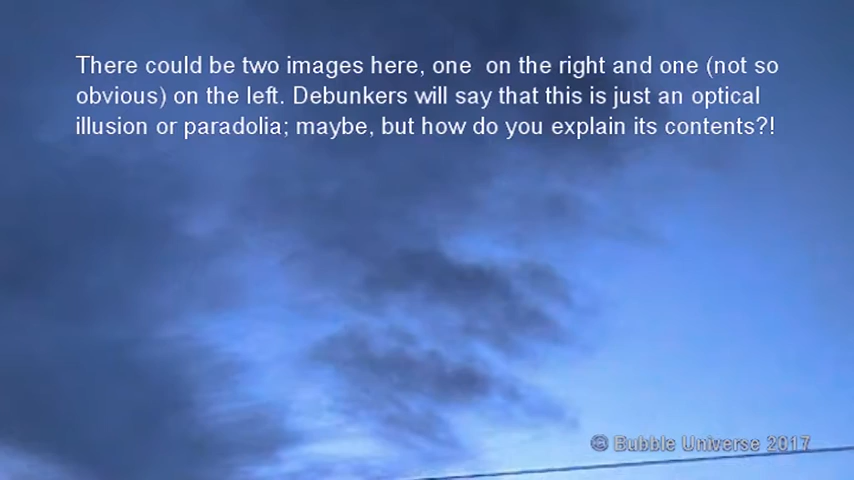 There could be two images here, one  on the right and one (not so
obvious) on the left. Debunkers will say that this is just an optical
illusion or paradolia; maybe, but how do you explain its contents?!
© Bubble Universe 2017